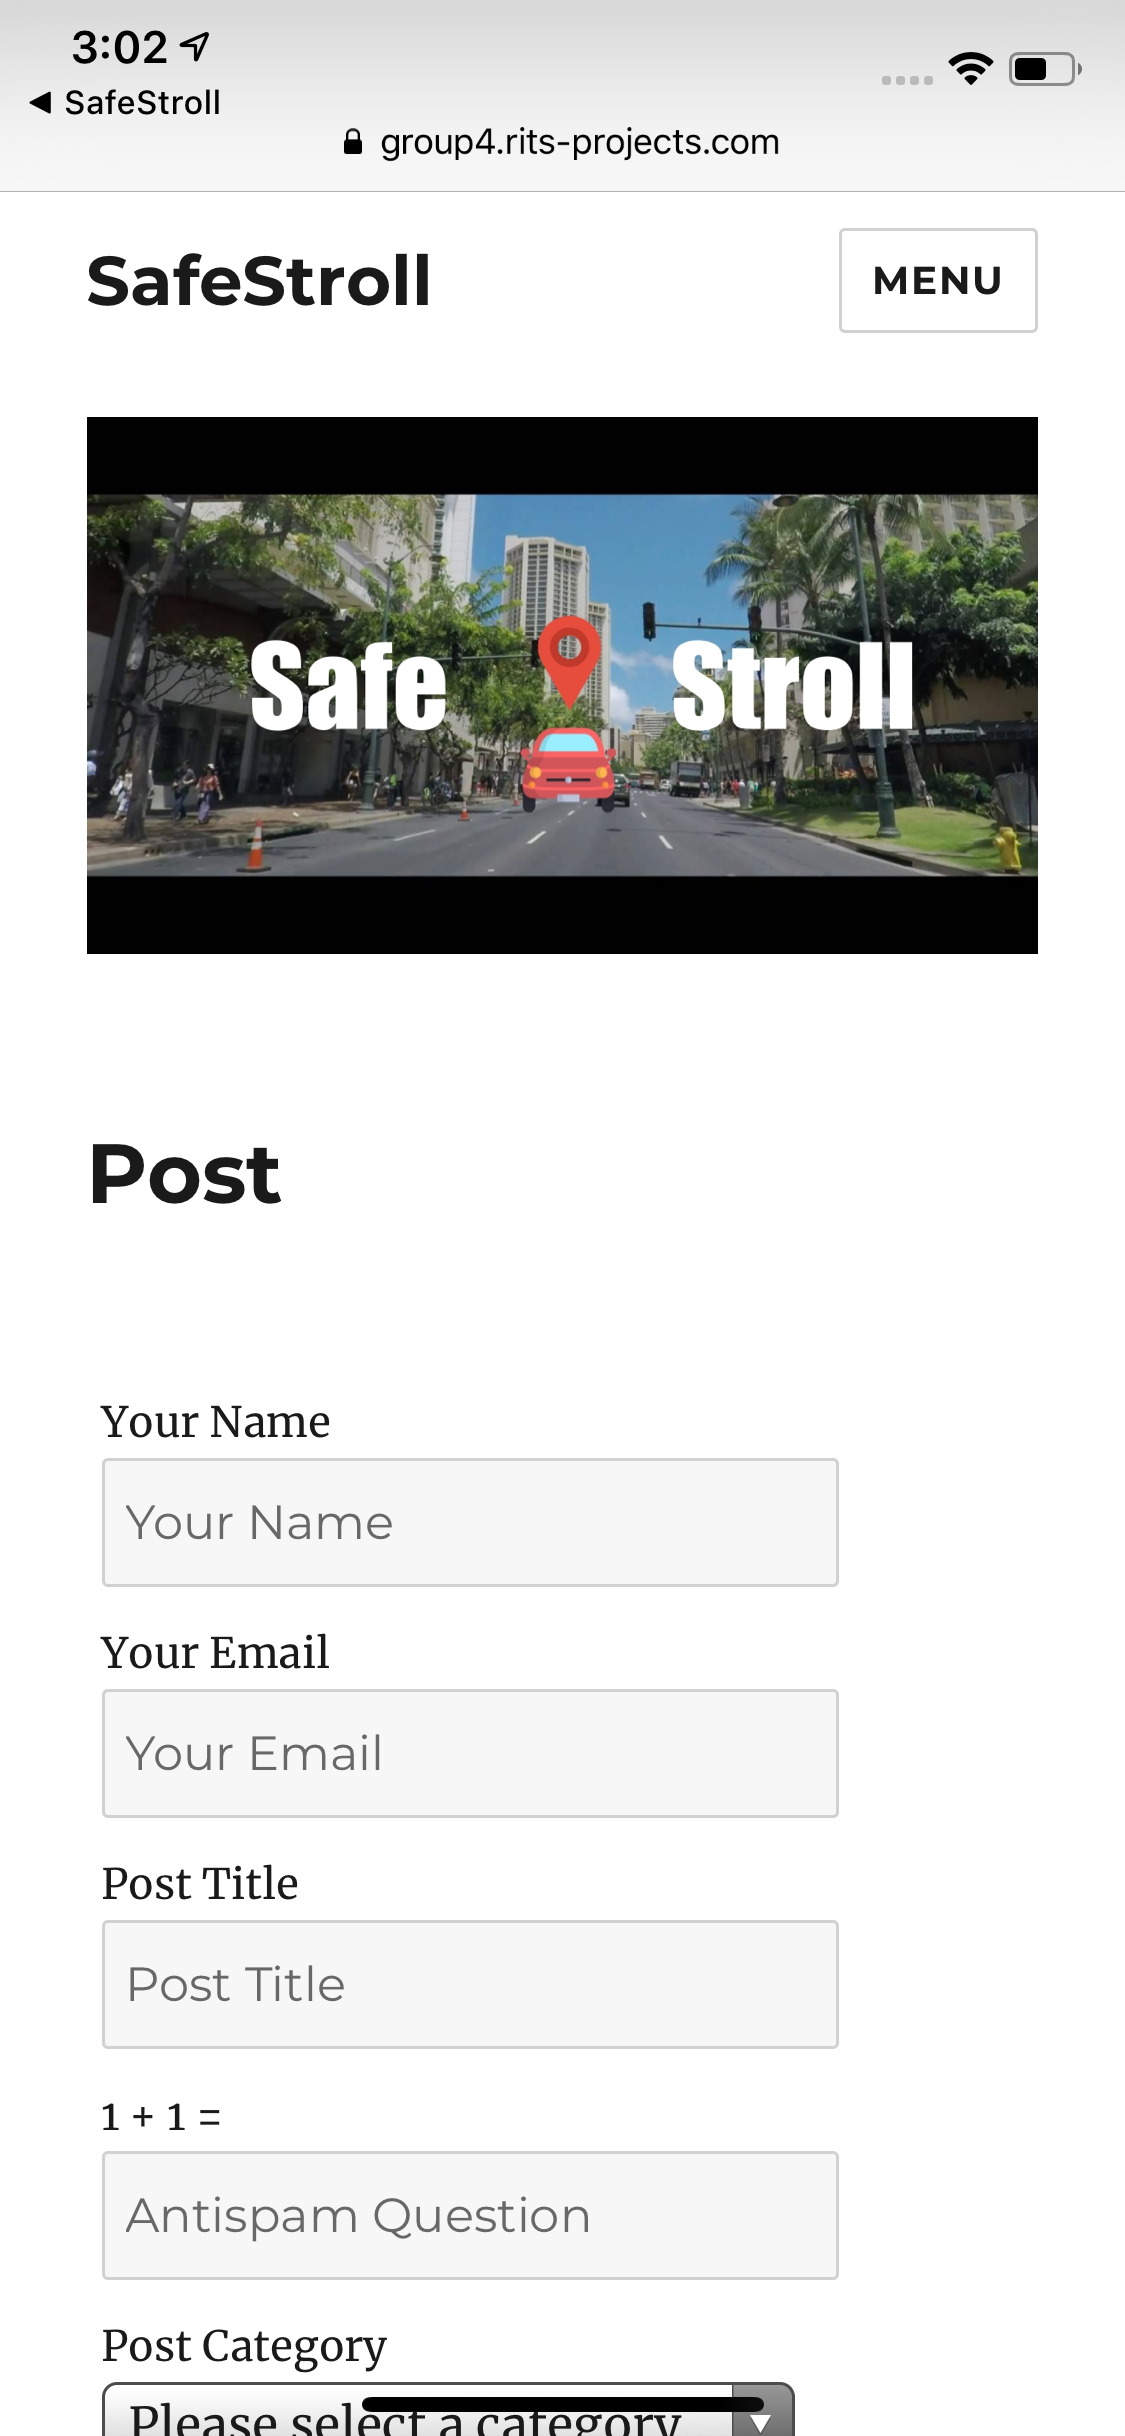 3:02
◀ SafeStroll
group4.rits-projects.com
SafeStroll
MENU
Safe Stroll
Post
Your Name
Your Name
Your Email
Your Email
Post Title
Post Title
1 + 1 =
Antispam Question
Post Category
Please select a category..